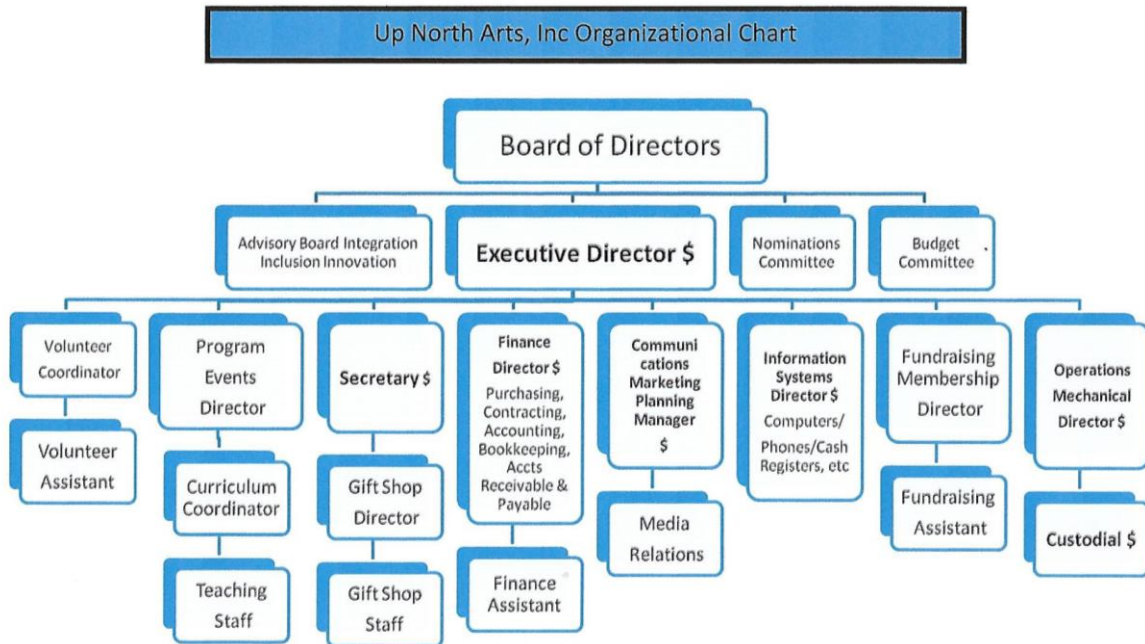 Up North Arts, Inc Organizational Chart
Board of Directors
Advisory Board Integration
Inclusion Innovation
Executive Director $
Nominations
Committee
Budget
Committee
Volunteer
Coordinator
Program
Events
Director
Secretary $
Finance
Director $
Purchasing,
Contracting,
Accounting,
Bookkeeping,
Accts
Receivable &
Payable
Communi
cations
Marketing
Planning
Manager
$
Information
Systems
Director $
Computers/
Phones/Cash
Registers, etc
Fundraising
Membership
Director
Operations
Mechanical
Director $
Volunteer
Assistant
Curriculum
Coordinator
Gift Shop
Director
Media
Relations
Fundraising
Assistant
Custodial $
Teaching
Staff
Gift Shop
Staff
Finance
Assistant